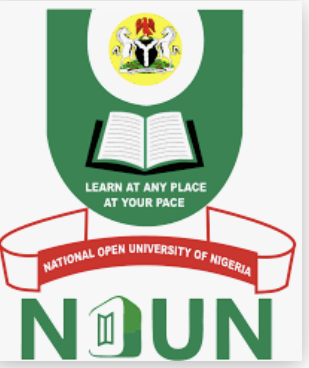 LEARN AT ANY PLACE
AT YOUR PACE
NATIONAL OPEN UNIVERSITY OF NIGERIA
NOUN